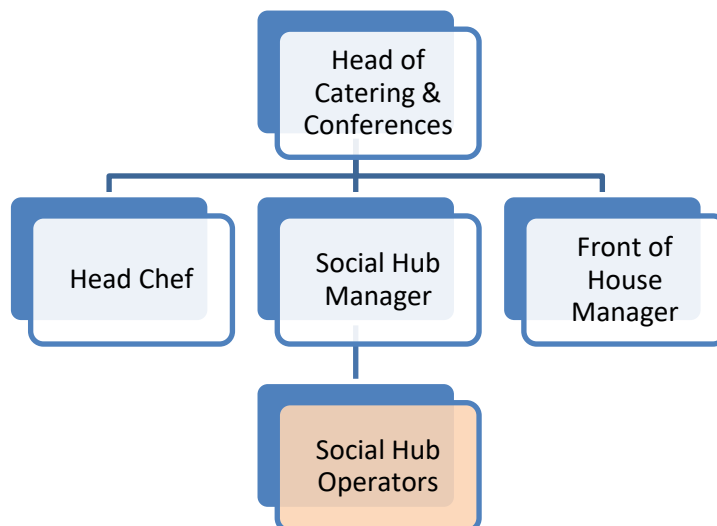 Head of
Catering &
Conferences
Head Chef
Social Hub
Manager
Front of
House
Manager
Social Hub
Operators